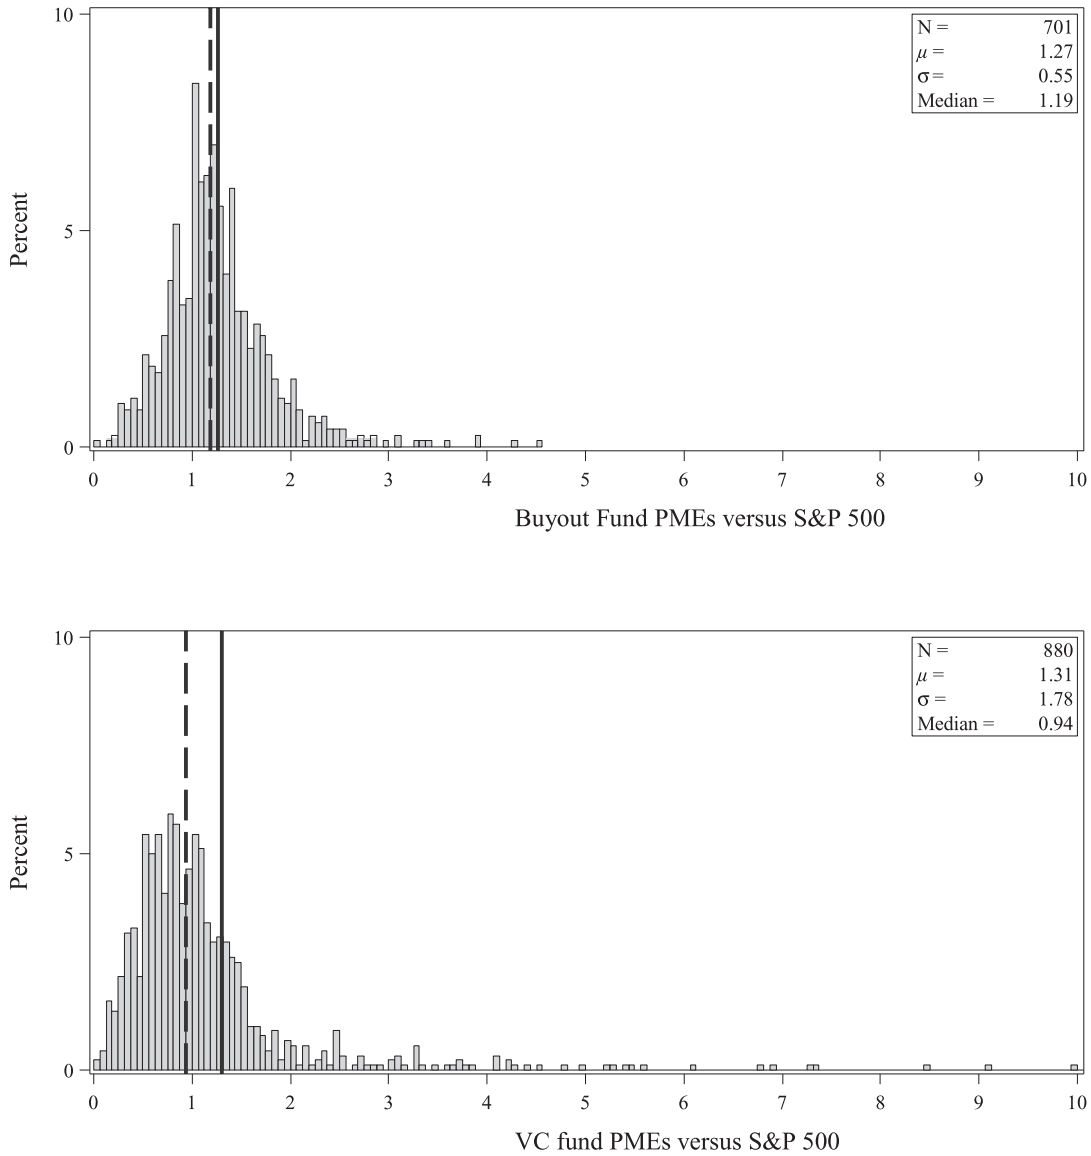 10
N = 701
μ = 1.27
σ = 0.55
Median = 1.19
Percent
5
0
0 1 2 3 4 5 6 7 8 9 10
Buyout Fund PMEs versus S&P 500
10
N = 880
μ = 1.31
σ = 1.78
Median = 0.94
Percent
5
0
0 1 2 3 4 5 6 7 8 9 10
VC fund PMEs versus S&P 500